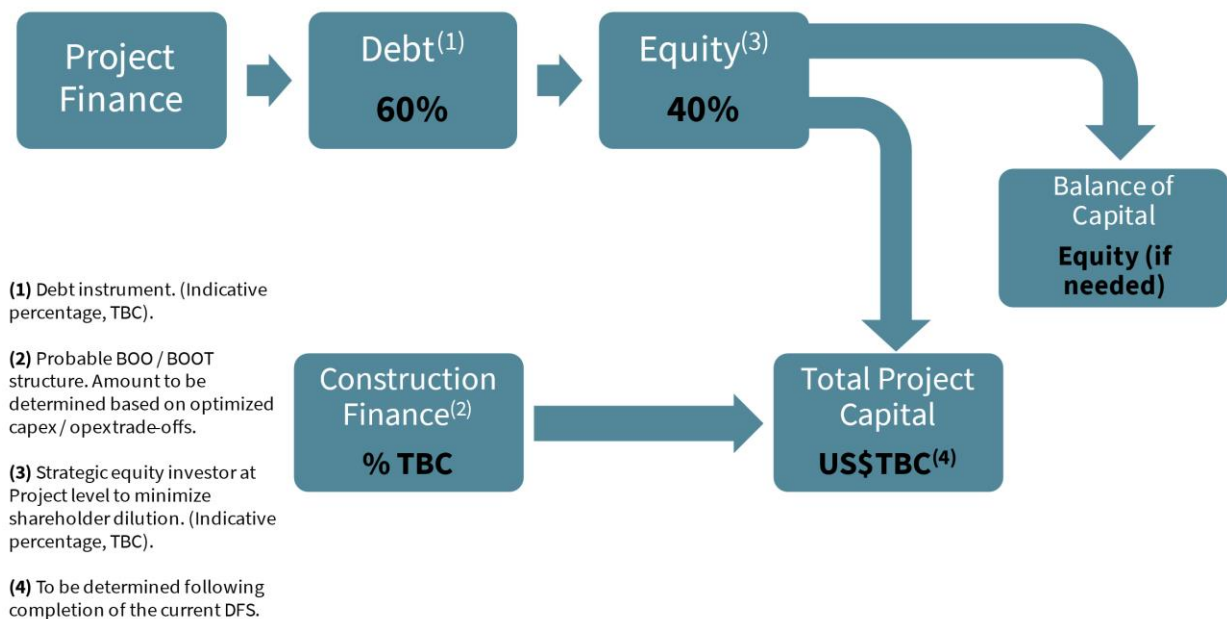 Project
Finance
Debt(1)
60%
Equity(3)
40%
Balance of
Capital
Equity (if
needed)
(1) Debt instrument. (Indicative
percentage, TBC).
(2) Probable BOO / BOOT
structure. Amount to be
determined based on optimized
capex / opextrade-offs.
(3) Strategic equity investor at
Project level to minimize
shareholder dilution. (Indicative
percentage, TBC).
(4) To be determined following
completion of the current DFS.
Construction
Finance(2)
% TBC
Total Project
Capital
US$TBC(4)